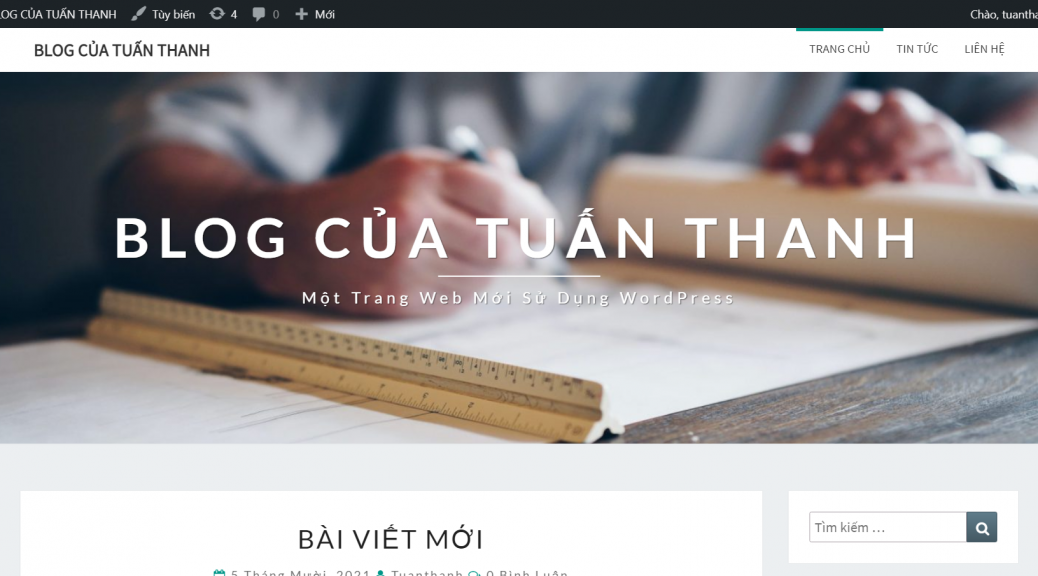 LOG CỦA TUẤN THANH Tùy biến 4 0 Mới Chào, tuantha
BLOG CỦA TUẤN THANH TRANG CHỦ TIN TỨC LIÊN HỆ
BLOG CỦA TUẤN THANH
Một Trang Web Mới Sử Dụng WordPress
BÀI VIẾT MỚI
Tìm kiếm …
5 Tháng Mười, 2021 Tuanthanh 0 Bình Luận